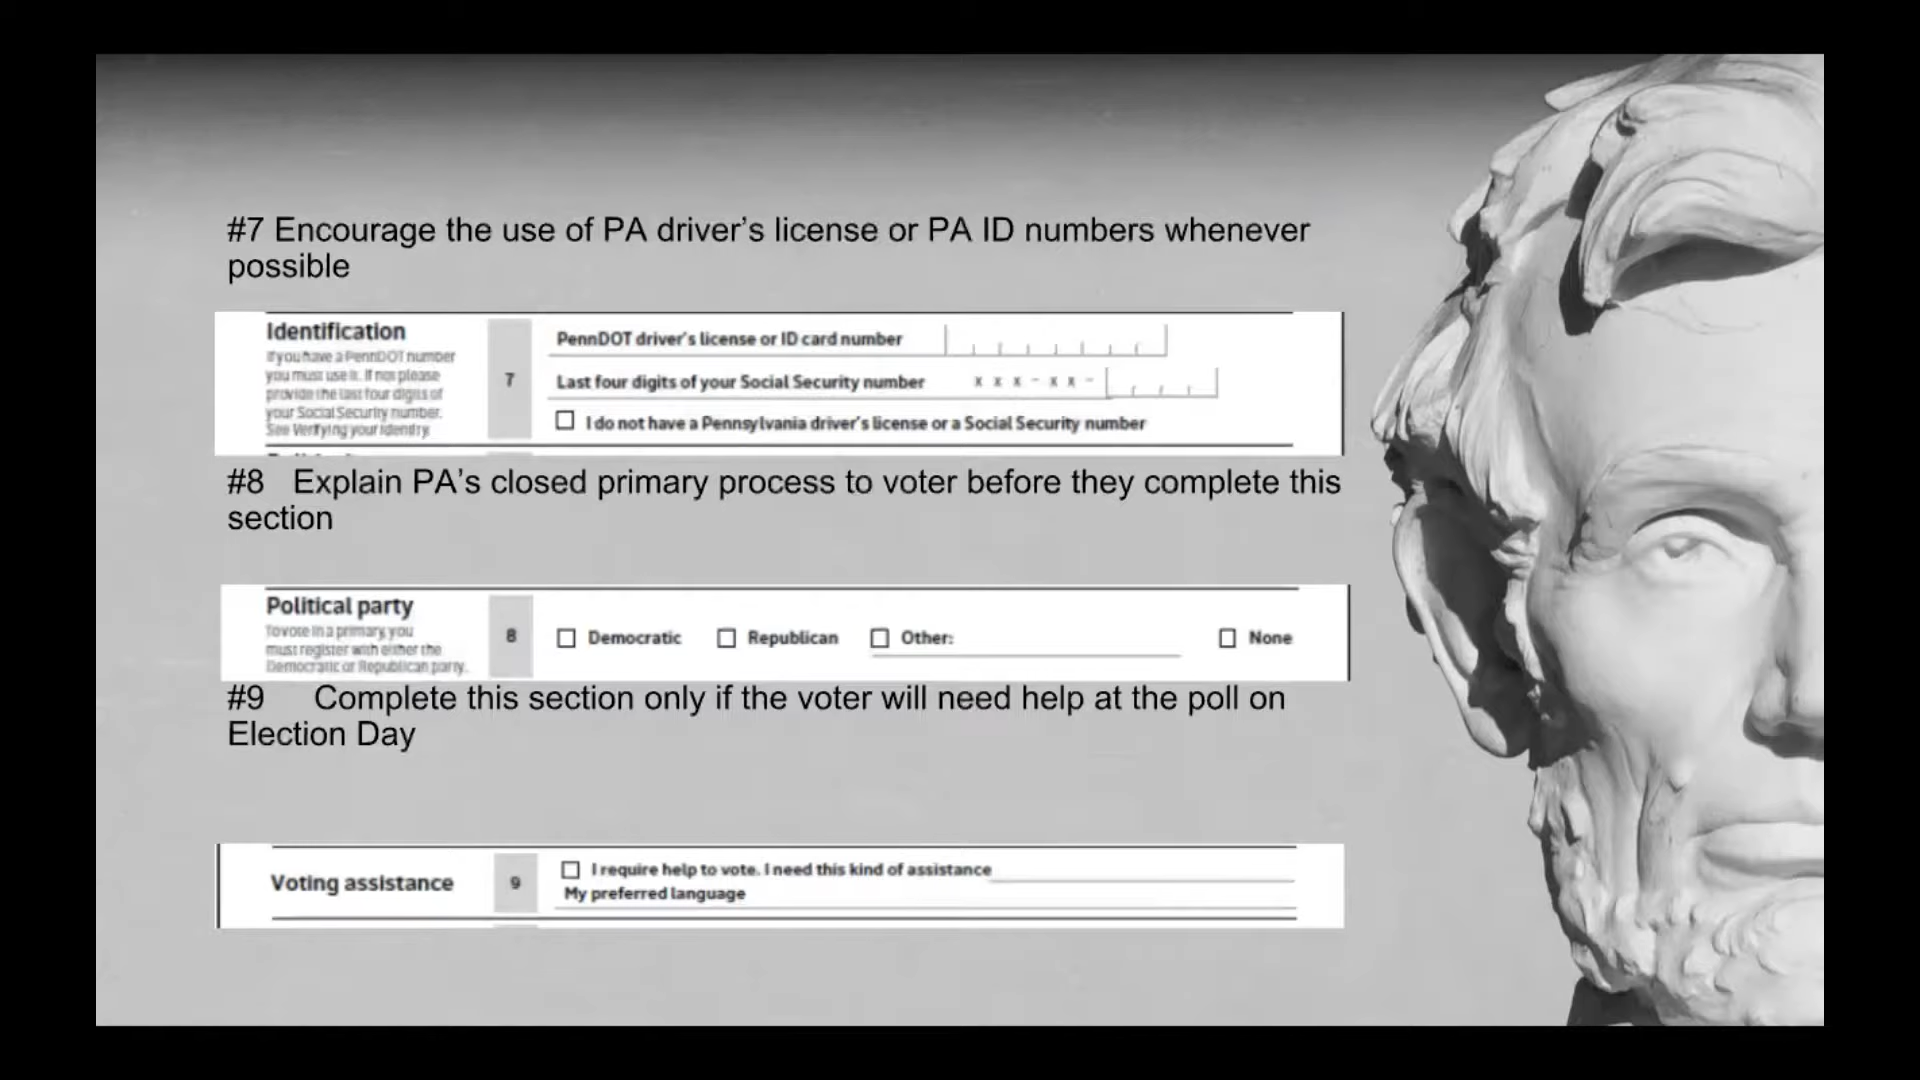 #7 Encourage the use of PA driver's license or PA ID numbers whenever
possible
Identification
If you have a PennDOT number
you must use it. If not please
provide the last four digits of
your Social Security number.
See Verifying your identity.
7
PennDOT driver's license or ID card number
Last four digits of your Social Security number x x x - x x -
I do not have a Pennsylvania driver's license or a Social Security number
#8 Explain PA's closed primary process to voter before they complete this
section
Political party
To vote in a primary, you
must register with either the
Democratic or Republican party.
8
Democratic Republican Other: None
#9 Complete this section only if the voter will need help at the poll on
Election Day
Voting assistance
9
I require help to vote. I need this kind of assistance
My preferred language